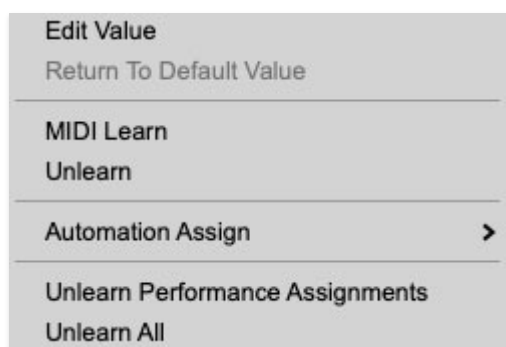 Edit Value
Return To Default Value
MIDI Learn
Unlearn
Automation Assign
Unlearn Performance Assignments
Unlearn All